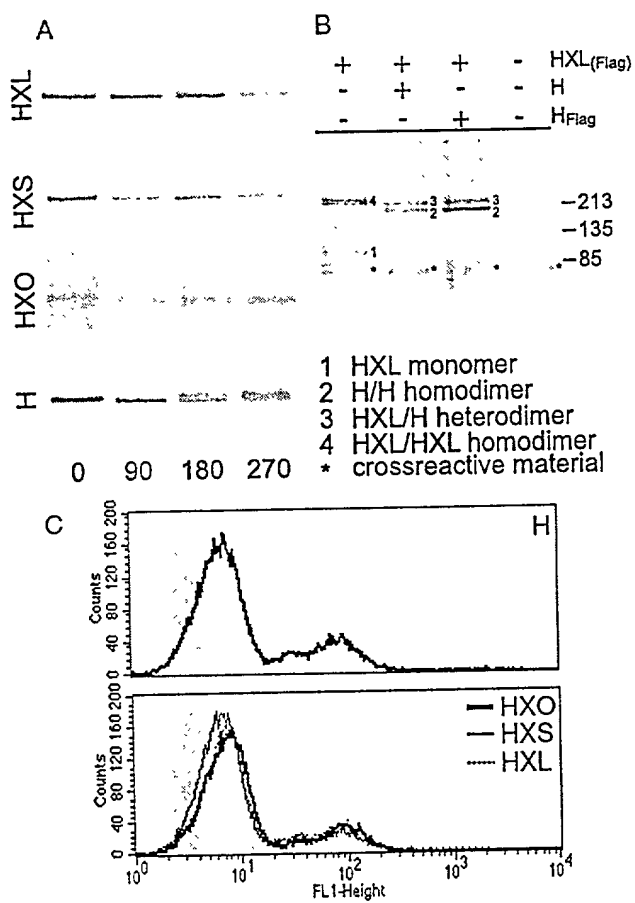 A
HXL
HXS
HXO
H
0 90 180 270
B
+ + + - HXL(Flag)
- + - - H
- - + - HFlag
4 3 3
2 2
1
* * * *
–213
–135
–85
1 HXL monomer
2 H/H homodimer
3 HXL/H heterodimer
4 HXL/HXL homodimer
* crossreactive material
C
H
Counts
0 40 80 120 160 200
HXO
HXS
HXL
Counts
0 40 80 120 160 200
10^0 10^1 10^2 10^3 10^4
FL1-Height